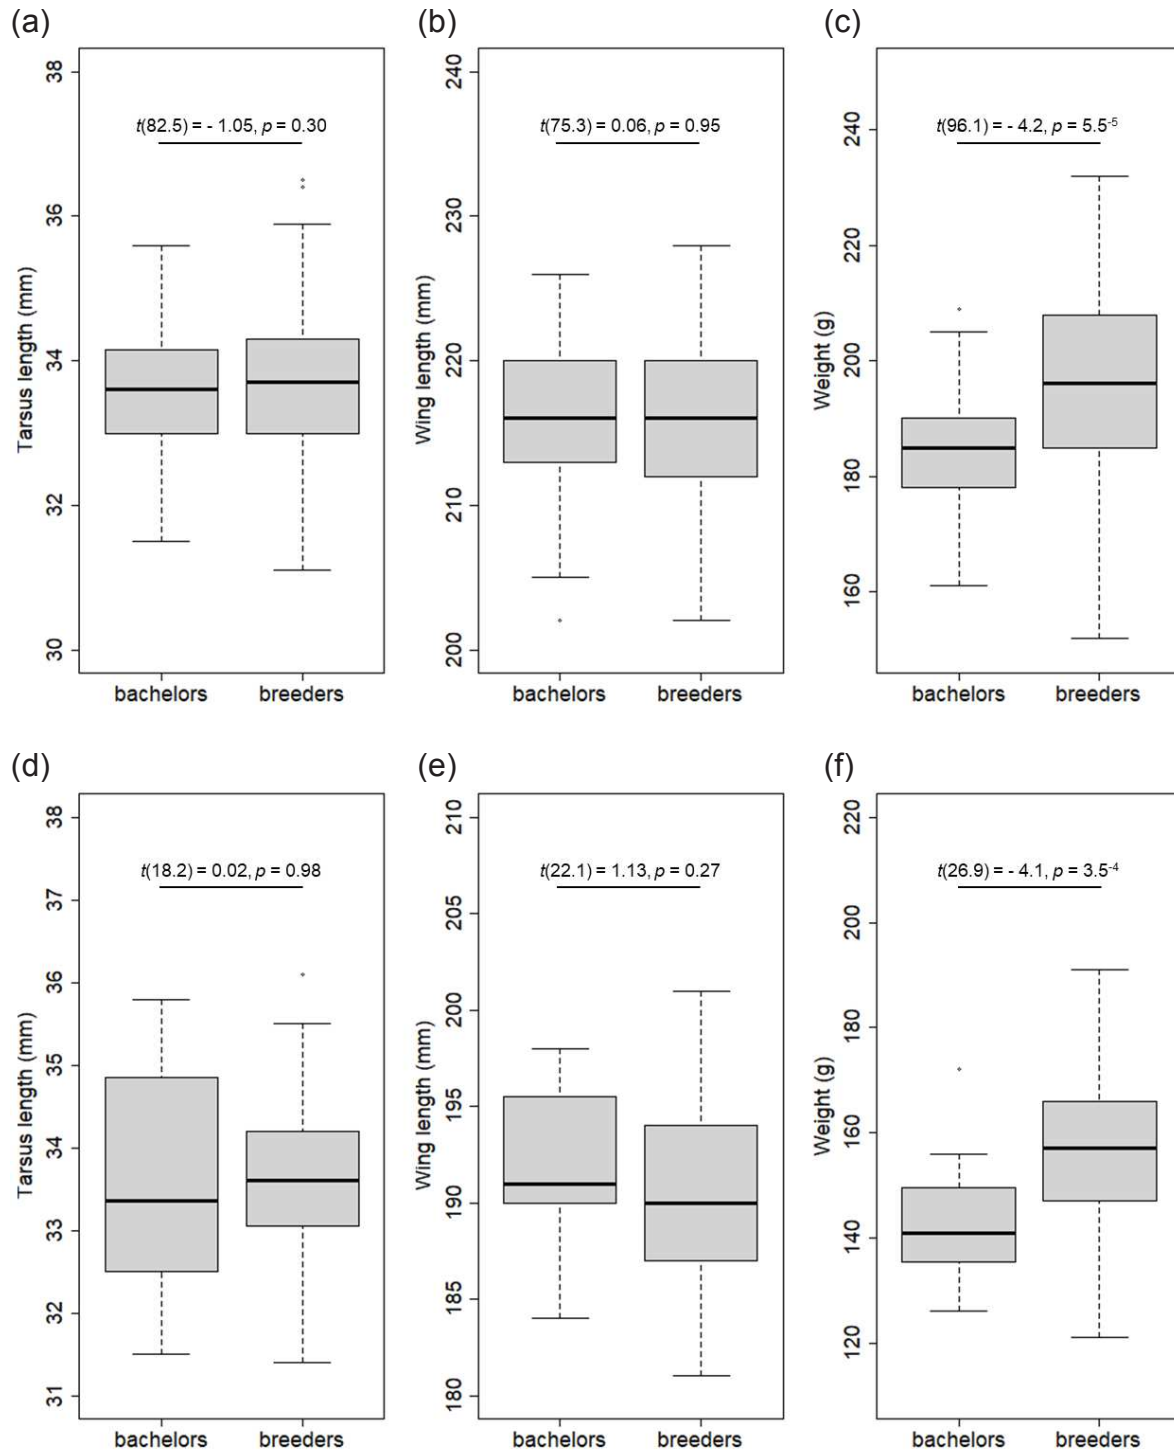 (a)
t(82.5) = - 1.05, p = 0.30
Tarsus length (mm)
38
36
34
32
30
bachelors breeders
(b)
t(75.3) = 0.06, p = 0.95
Wing length (mm)
240
230
220
210
200
bachelors breeders
(c)
t(96.1) = - 4.2, p = 5.5-5
Weight (g)
240
220
200
180
160
bachelors breeders
(d)
t(18.2) = 0.02, p = 0.98
Tarsus length (mm)
38
37
36
35
34
33
32
31
bachelors breeders
(e)
t(22.1) = 1.13, p = 0.27
Wing length (mm)
210
205
200
195
190
185
180
bachelors breeders
(f)
t(26.9) = - 4.1, p = 3.5-4
Weight (g)
220
200
180
160
140
120
bachelors breeders